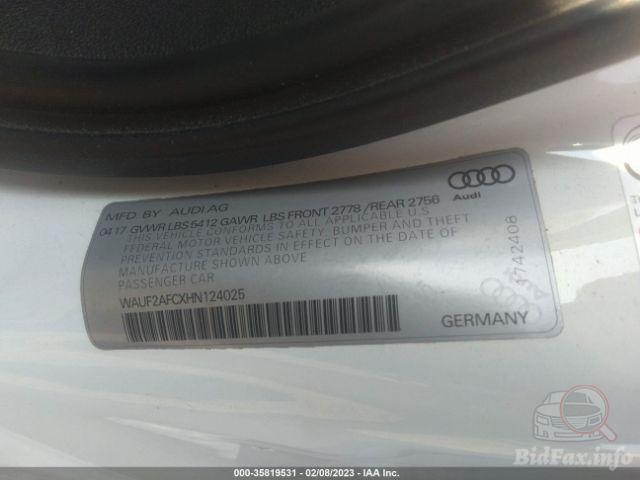 MFD. BY AUDI AG
04 17 GVWR LBS 5412 GAWR LBS FRONT 2778 / REAR 2756
THIS VEHICLE CONFORMS TO ALL APPLICABLE U.S
FEDERAL MOTOR VEHICLE SAFETY, BUMPER AND THEFT
PREVENTION STANDARDS IN EFFECT ON THE DATE OF
MANUFACTURE SHOWN ABOVE.
PASSENGER CAR
WAUF2AFCXHN124025
Audi
GERMANY
BidFax.info
000-35819531 - 02/08/2023 - IAA Inc.